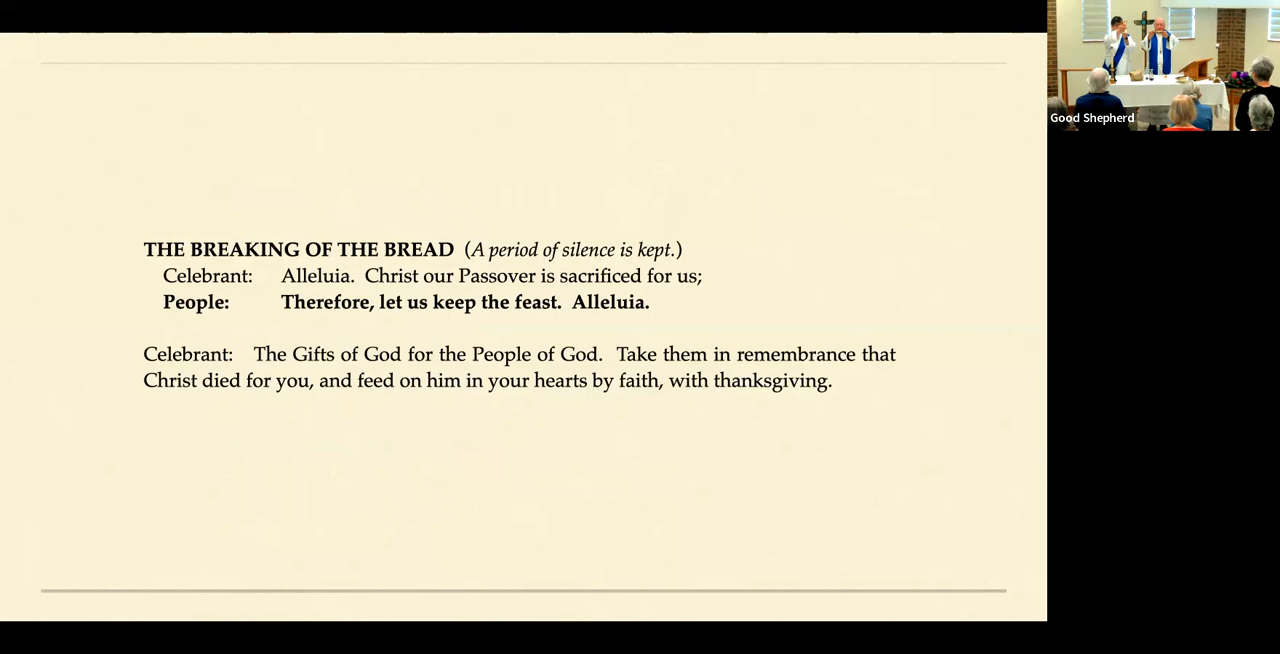 THE BREAKING OF THE BREAD (A period of silence is kept.)
Celebrant: Alleluia. Christ our Passover is sacrificed for us;
People: Therefore, let us keep the feast. Alleluia.
Celebrant: The Gifts of God for the People of God. Take them in remembrance that
Christ died for you, and feed on him in your hearts by faith, with thanksgiving.
Good Shepherd